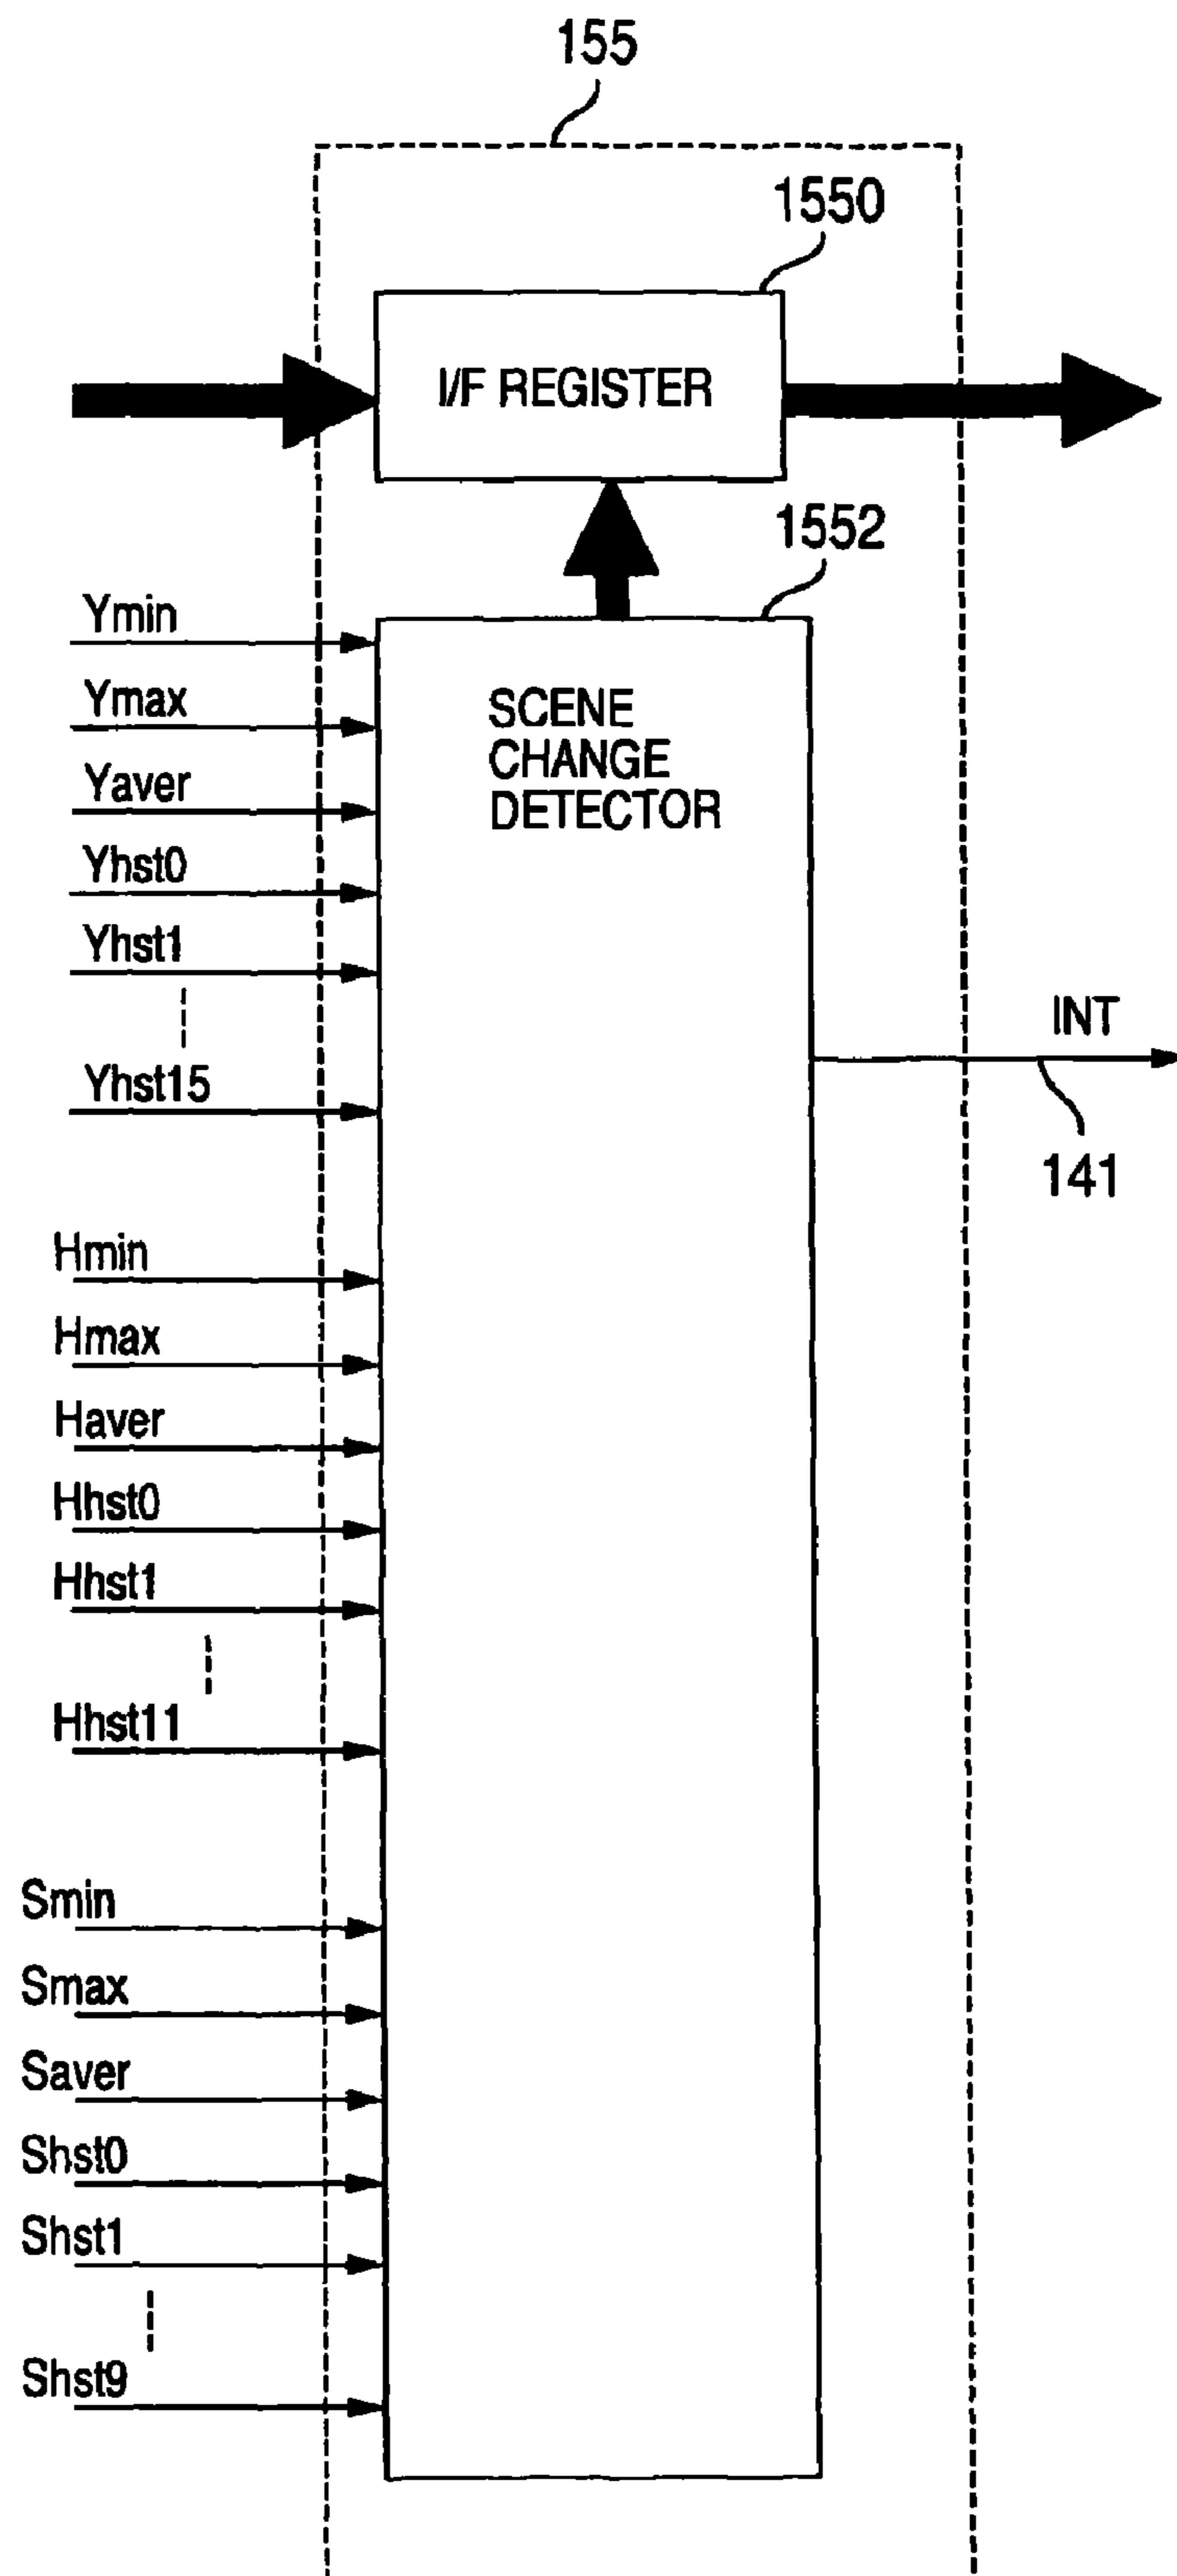 155
1550
I/F REGISTER
1552
Ymin
Ymax
SCENE
CHANGE
DETECTOR
Yaver
Yhst0
Yhst1
INT
Yhst15
141
Hmin
Hmax
Haver
Hhst0
Hhst1
Hhst11
Smin
Smax
Saver
Shst0
Shst1
Shst9